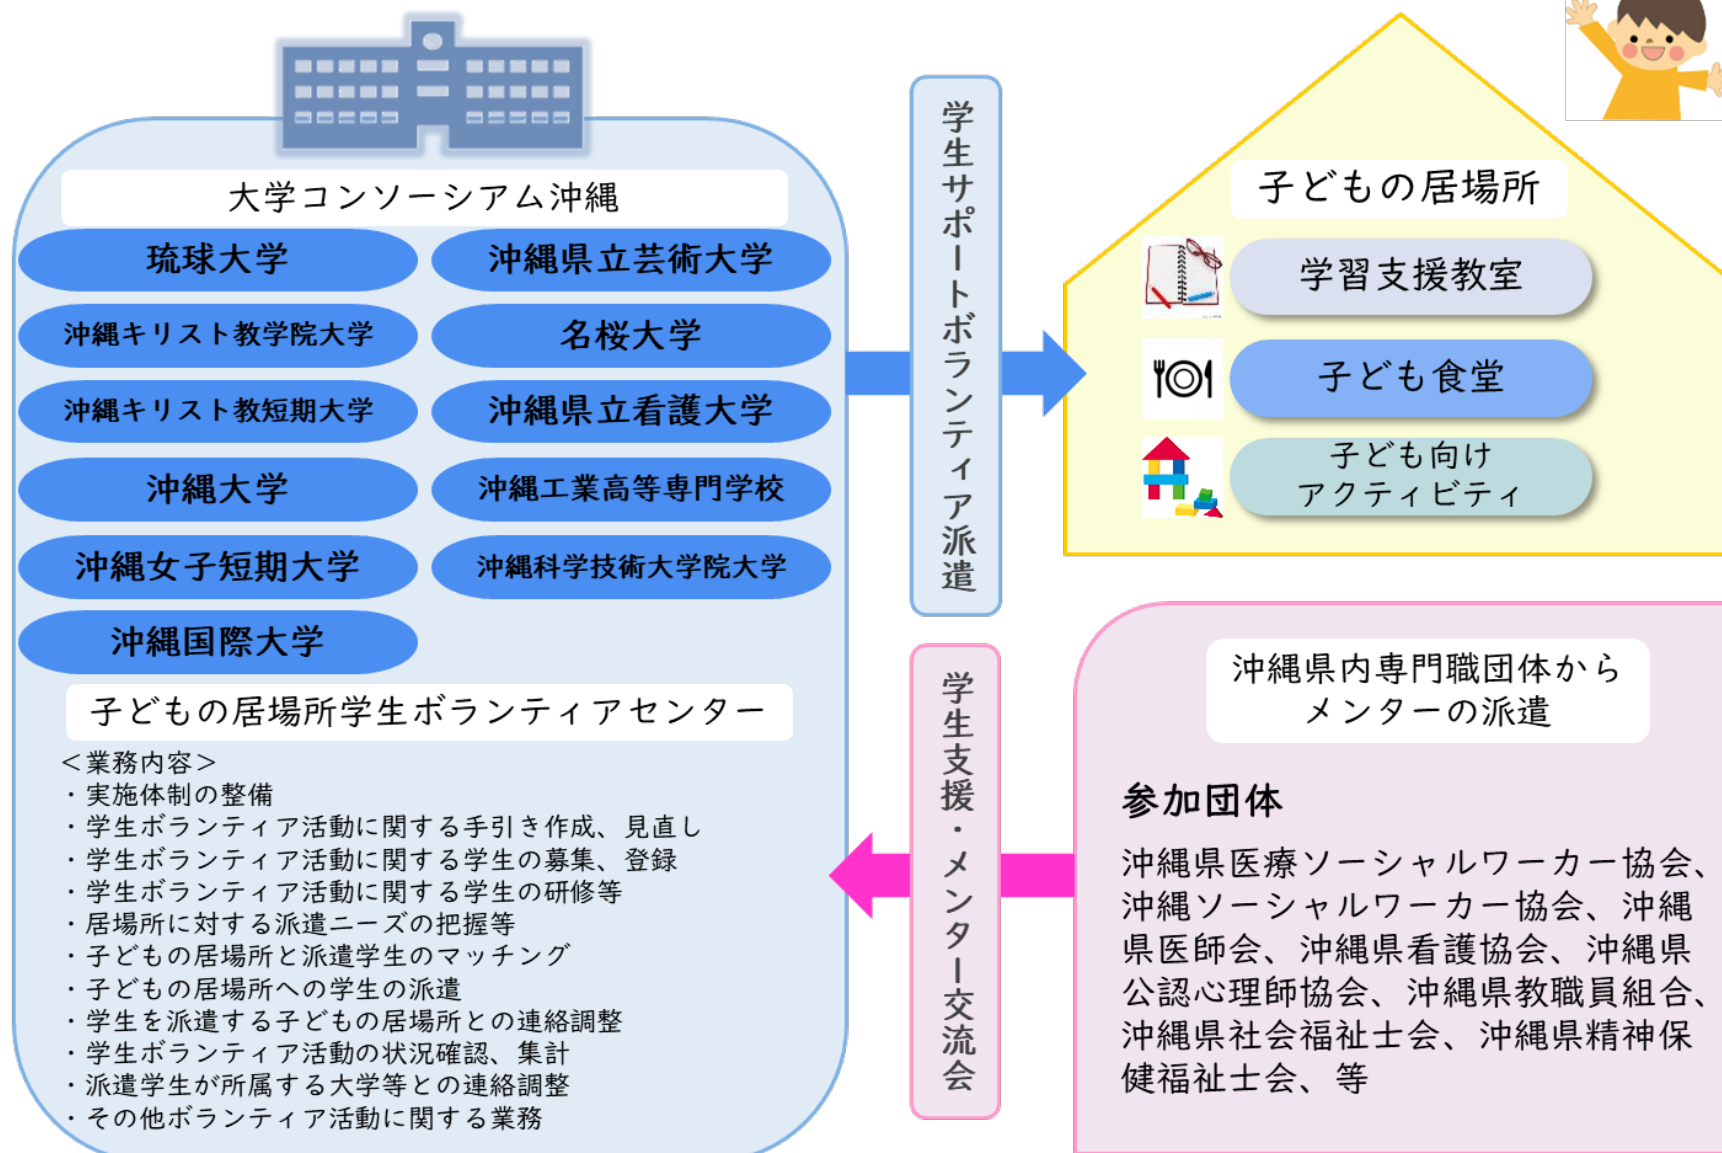 大学コンソーシアム沖縄
琉球大学
沖縄県立芸術大学
沖縄キリスト教学院大学
名桜大学
沖縄キリスト教短期大学
沖縄県立看護大学
沖縄大学
沖縄工業高等専門学校
沖縄女子短期大学
沖縄科学技術大学院大学
沖縄国際大学
子どもの居場所学生ボランティアセンター
＜業務内容＞
・実施体制の整備
・学生ボランティア活動に関する手引き作成、見直し
・学生ボランティア活動に関する学生の募集、登録
・学生ボランティア活動に関する学生の研修等
・居場所に対する派遣ニーズの把握等
・子どもの居場所と派遣学生のマッチング
・子どもの居場所への学生の派遣
・学生を派遣する子どもの居場所との連絡調整
・学生ボランティア活動の状況確認、集計
・派遣学生が所属する大学等との連絡調整
・その他ボランティア活動に関する業務
学生サポートボランティア派遣
子どもの居場所
学習支援教室
子ども食堂
子ども向け
アクティビティ
学生支援・メンター交流会
沖縄県内専門職団体から
メンターの派遣
参加団体
沖縄県医療ソーシャルワーカー協会、
沖縄ソーシャルワーカー協会、沖縄
県医師会、沖縄県看護協会、沖縄県
公認心理師協会、沖縄県教職員組合、
沖縄県社会福祉士会、沖縄県精神保
健福祉士会、等